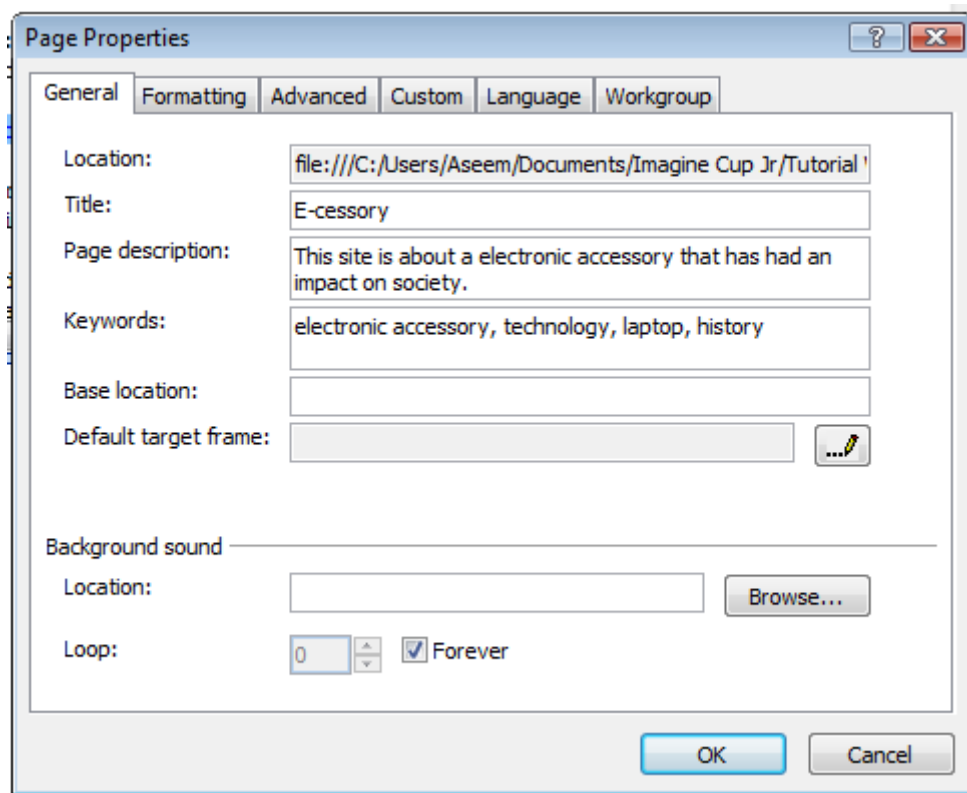 Page Properties
General Formatting Advanced Custom Language Workgroup
Location: file:///C:/Users/Aseem/Documents/Imagine Cup Jr/Tutorial
Title: E-cessory
Page description: This site is about a electronic accessory that has had an
impact on society.
Keywords: electronic accessory, technology, laptop, history
Base location:
Default target frame: ...
Background sound
Location: Browse...
Loop: 0 Forever
OK Cancel